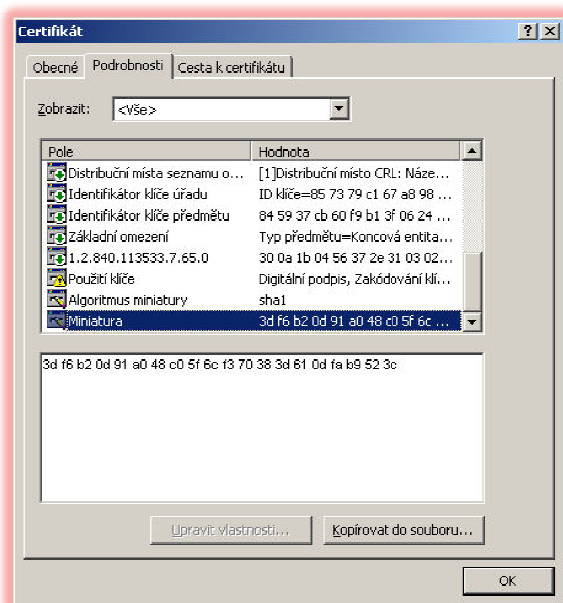 Certifikát
Obecné Podrobnosti Cesta k certifikátu
Zobrazit: <Vše>
Pole Hodnota
Distribuční místa seznamu o... [1]Distribuční místo CRL: Náze...
Identifikátor klíče úřadu ID klíče=85 73 79 c1 67 a8 98 ...
Identifikátor klíče předmětu 84 59 37 cb 60 f9 b1 3f 06 24 ...
Základní omezení Typ předmětu=Koncová entita...
1.2.840.113533.7.65.0 30 0a 1b 04 56 37 2e 31 03 02...
Použití klíče Digitální podpis, Zakódování klí...
Algoritmus miniatury sha1
Miniatura 3d f6 b2 0d 91 a0 48 c0 5f 6c ...
3d f6 b2 0d 91 a0 48 c0 5f 6c f3 70 38 3d 61 0d fa b9 52 3c
Upravit vlastnosti... Kopírovat do souboru...
OK